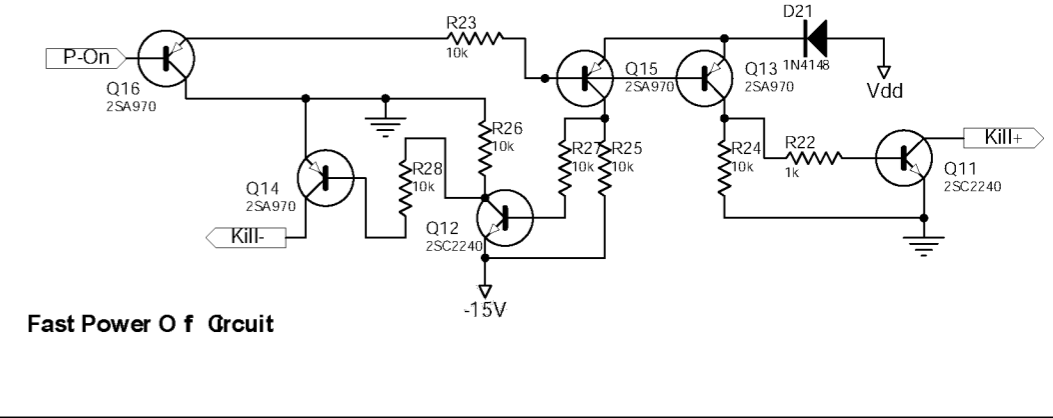 D21
R23
10k
P-On
Q16
2SA970
Q15
2SA970
Q13
2SA970
1N4148
Vdd
R26
10k
R28
10k
R27
10k
R25
10k
R24
10k
R22
1k
Kill+
Q11
2SC2240
Q14
2SA970
Kill-
Q12
2SC2240
-15V
Fast Power O f Circuit